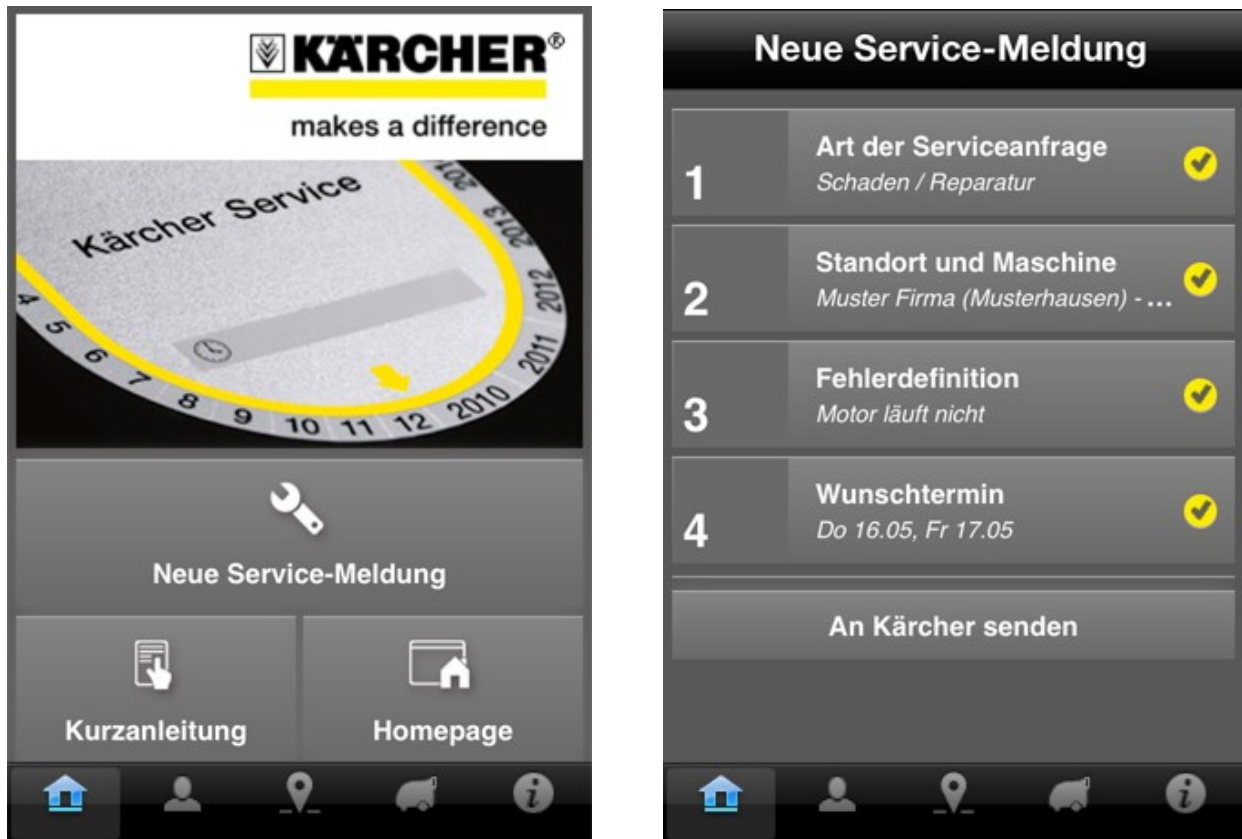 KÄRCHER®
makes a difference
Kärcher Service
4 5 6 7 8 9 10 11 12 2010 2011 2012 2013 201
Neue Service-Meldung
Kurzanleitung
Homepage
Neue Service-Meldung
1
Art der Serviceanfrage
Schaden / Reparatur
2
Standort und Maschine
Muster Firma (Musterhausen) - ...
3
Fehlerdefinition
Motor läuft nicht
4
Wunschtermin
Do 16.05, Fr 17.05
An Kärcher senden